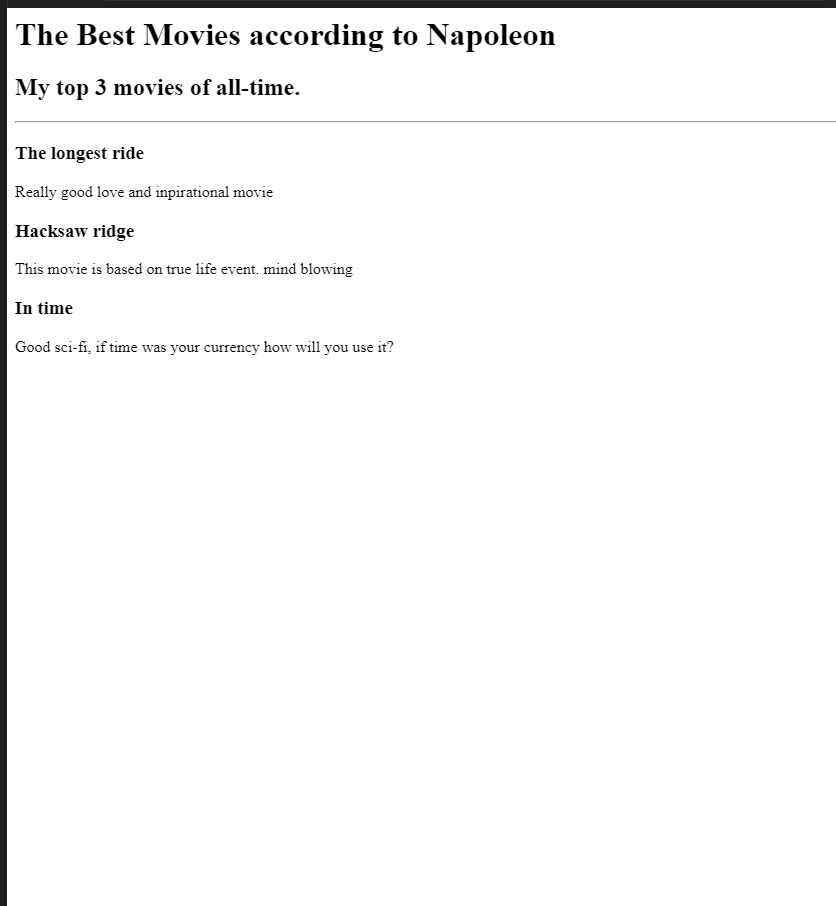 The Best Movies according to Napoleon
My top 3 movies of all-time.
The longest ride
Really good love and inpirational movie
Hacksaw ridge
This movie is based on true life event. mind blowing
In time
Good sci-fi, if time was your currency how will you use it?